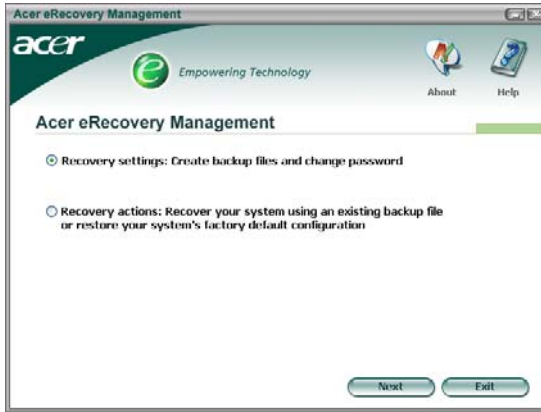 Acer eRecovery Management
acer
e Empowering Technology
About
Help
Acer eRecovery Management
Recovery settings: Create backup files and change password
Recovery actions: Recover your system using an existing backup file
or restore your system's factory default configuration
Next
Exit